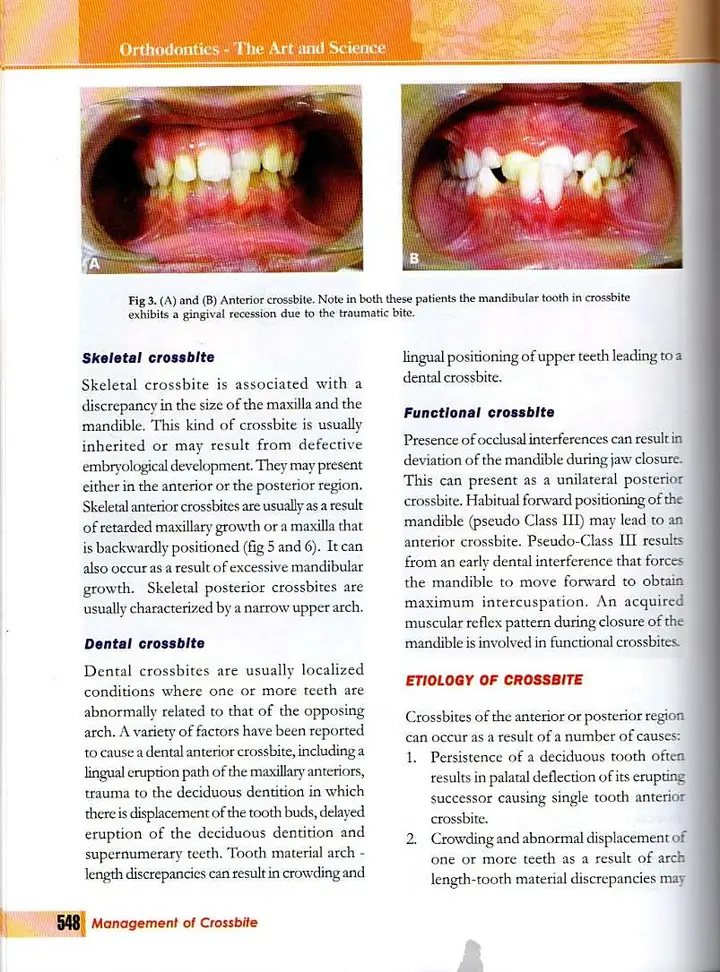 Orthodontics - The Art and Science
A
B
Fig 3. (A) and (B) Anterior crossbite. Note in both these patients the mandibular tooth in crossbite
exhibits a gingival recession due to the traumatic bite.
Skeletal crossbite
Skeletal crossbite is associated with a
discrepancy in the size of the maxilla and the
mandible. This kind of crossbite is usually
inherited or may result from defective
embryological development. They may present
either in the anterior or the posterior region.
Skeletal anterior crossbites are usually as a result
of retarded maxillary growth or a maxilla that
is backwardly positioned (fig 5 and 6). It can
also occur as a result of excessive mandibular
growth. Skeletal posterior crossbites are
usually characterized by a narrow upper arch.
Dental crossbite
Dental crossbites are usually localized
conditions where one or more teeth are
abnormally related to that of the opposing
arch. A variety of factors have been reported
to cause a dental anterior crossbite, including a
lingual eruption path of the maxillary anteriors,
trauma to the deciduous dentition in which
there is displacement of the tooth buds, delayed
eruption of the deciduous dentition and
supernumerary teeth. Tooth material arch -
length discrepancies can result in crowding and
lingual positioning of upper teeth leading to a
dental crossbite.
Functional crossbite
Presence of occlusal interferences can result in
deviation of the mandible during jaw closure.
This can present as a unilateral posterior
crossbite. Habitual forward positioning of the
mandible (pseudo Class III) may lead to an
anterior crossbite. Pseudo-Class III results
from an early dental interference that forces
the mandible to move forward to obtain
maximum intercuspation. An acquired
muscular reflex pattern during closure of the
mandible is involved in functional crossbites.
ETIOLOGY OF CROSSBITE
Crossbites of the anterior or posterior region
can occur as a result of a number of causes:
1. Persistence of a deciduous tooth often
results in palatal deflection of its erupting
successor causing single tooth anterior
crossbite.
2. Crowding and abnormal displacement of
one or more teeth as a result of arch
length-tooth material discrepancies may
548 Management of Crossbite